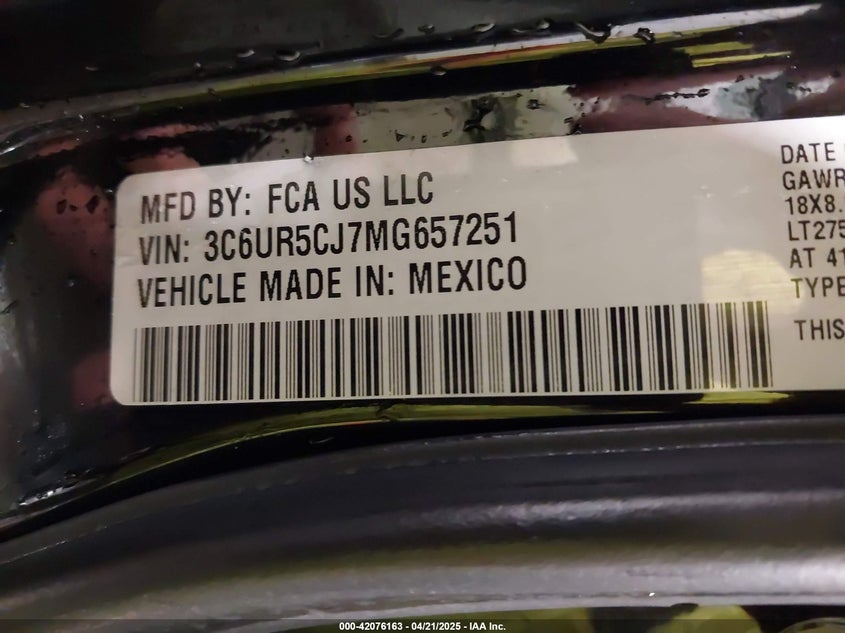 MFD BY: FCA US LLC
VIN: 3C6UR5CJ7MG657251
VEHICLE MADE IN: MEXICO
DATE
GAWR
18X8.
LT275
AT 41
TYPE
THIS
000-42076163 - 04/21/2025 - IAA Inc.